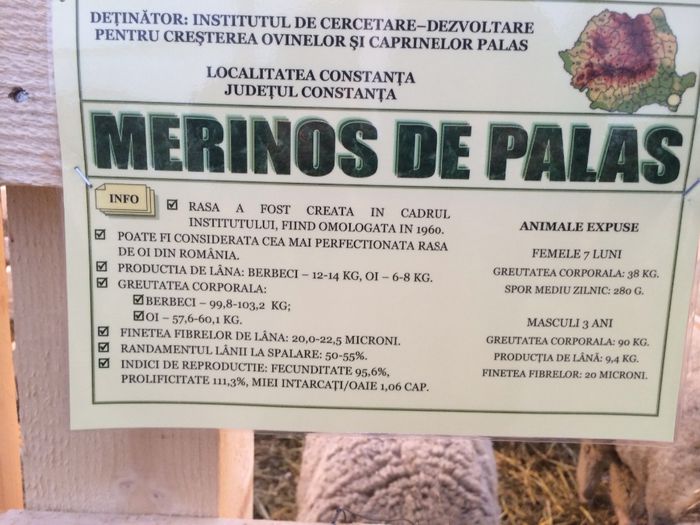 DEȚINĂTOR: INSTITUTUL DE CERCETARE–DEZVOLTARE
PENTRU CREȘTEREA OVINELOR ȘI CAPRINELOR PALAS
LOCALITATEA CONSTANȚA
JUDEȚUL CONSTANȚA
MERINOS DE PALAS
INFO
RASA A FOST CREATA IN CADRUL
INSTITUTULUI, FIIND OMOLOGATA IN 1960.
POATE FI CONSIDERATA CEA MAI PERFECTIONATA RASA
DE OI DIN ROMÂNIA.
PRODUCTIA DE LÂNA: BERBECI – 12-14 KG, OI – 6-8 KG.
GREUTATEA CORPORALA:
BERBECI – 99,8-103,2 KG;
OI – 57,6-60,1 KG.
FINETEA FIBRELOR DE LÂNA: 20,0-22,5 MICRONI.
RANDAMENTUL LÂNII LA SPALARE: 50-55%.
INDICI DE REPRODUCTIE: FECUNDITATE 95,6%,
PROLIFICITATE 111,3%, MIEI INTARCAȚI/OAIE 1,06 CAP.
ANIMALE EXPUSE
FEMELE 7 LUNI
GREUTATEA CORPORALA: 38 KG.
SPOR MEDIU ZILNIC: 280 G.
MASCULI 3 ANI
GREUTATEA CORPORALA: 90 KG.
PRODUCȚIA DE LÂNĂ: 9,4 KG.
FINETEA FIBRELOR: 20 MICRONI.